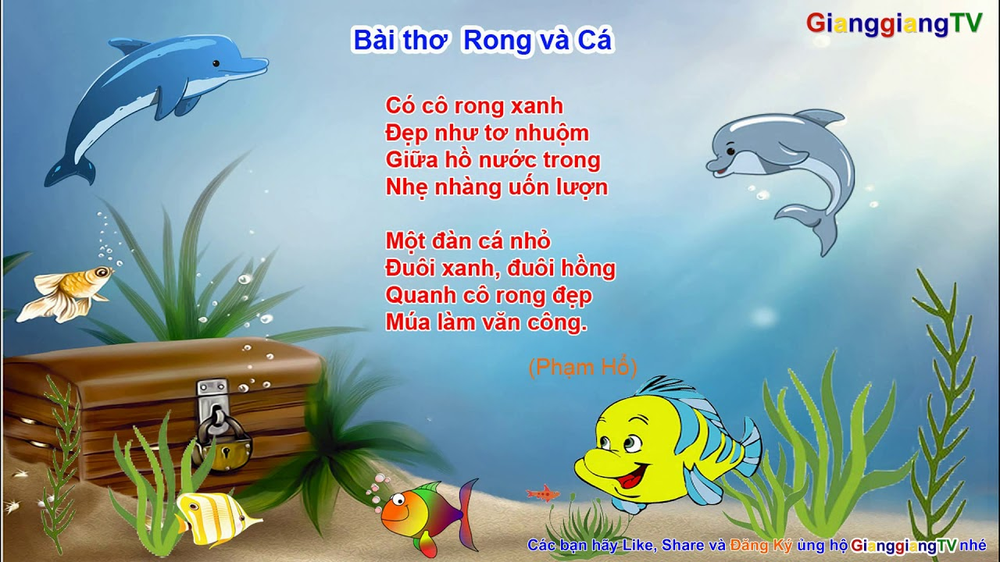 GianggiangTV
Bài thơ Rong và Cá
Có cô rong xanh
Đẹp như tơ nhuộm
Giữa hồ nước trong
Nhẹ nhàng uốn lượn
Một đàn cá nhỏ
Đuôi xanh, đuôi hồng
Quanh cô rong đẹp
Múa làm văn công.
(Phạm Hổ)
Các bạn hãy Like, Share và Đăng Ký ủng hộ GianggiangTV nhé